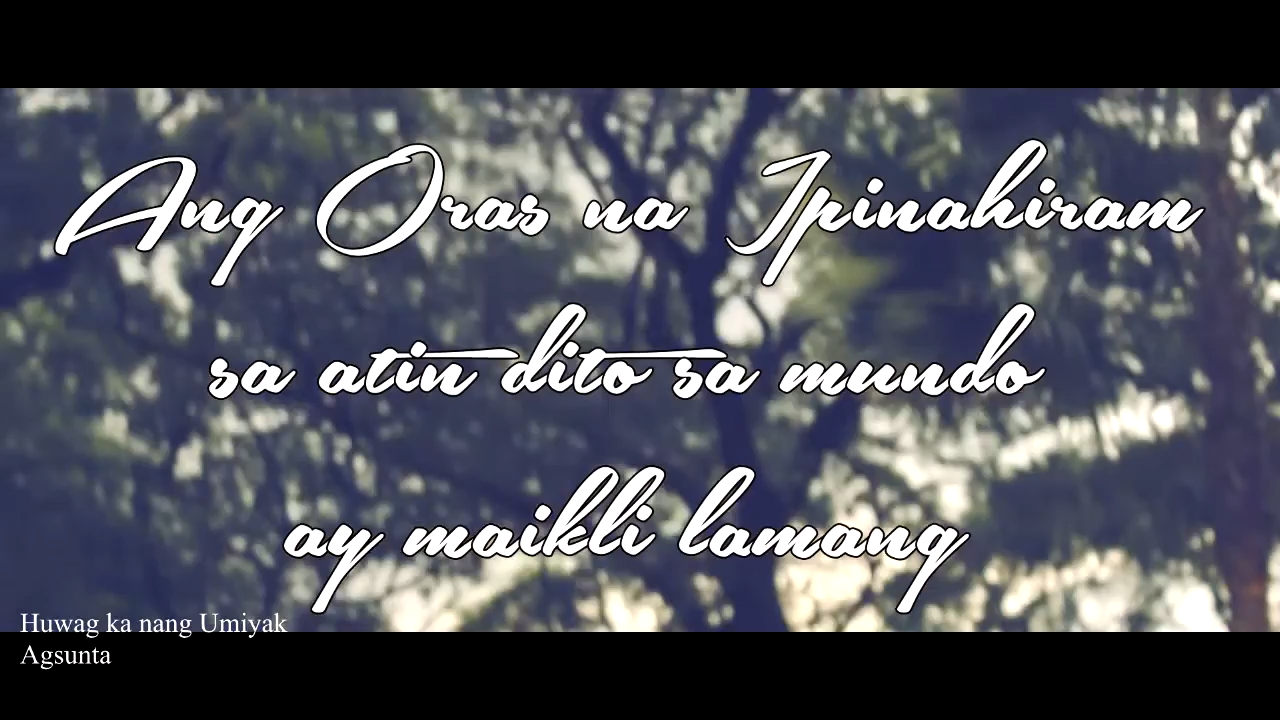 Ang Oras na Ipinahiram
sa atin dito sa mundo
ay maikli lamang
Huwag ka nang Umiyak
Agsunta